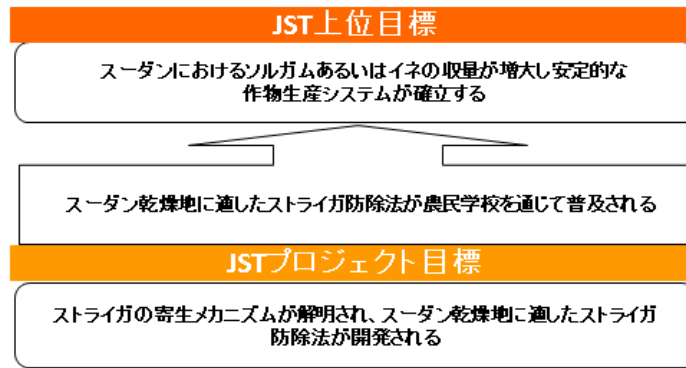 JST上位目標
スーダンにおけるソルガムあるいはイネの収量が増大し安定的な
作物生産システムが確立する
スーダン乾燥地に適したストライガ防除法が農民学校を通じて普及される
JSTプロジェクト目標
ストライガの寄生メカニズムが解明され、スーダン乾燥地に適したストライガ
防除法が開発される